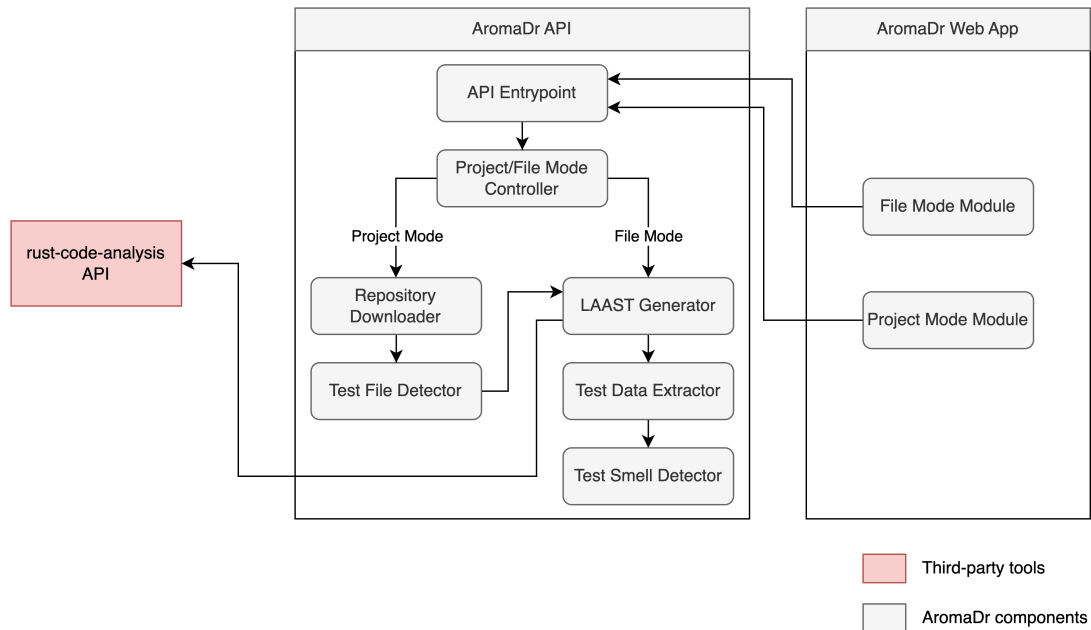 AromaDr API
AromaDr Web App
API Entrypoint
Project/File Mode
Controller
File Mode Module
Project Mode
File Mode
rust-code-analysis
API
Repository
Downloader
LAAST Generator
Project Mode Module
Test File Detector
Test Data Extractor
Test Smell Detector
Third-party tools
AromaDr components